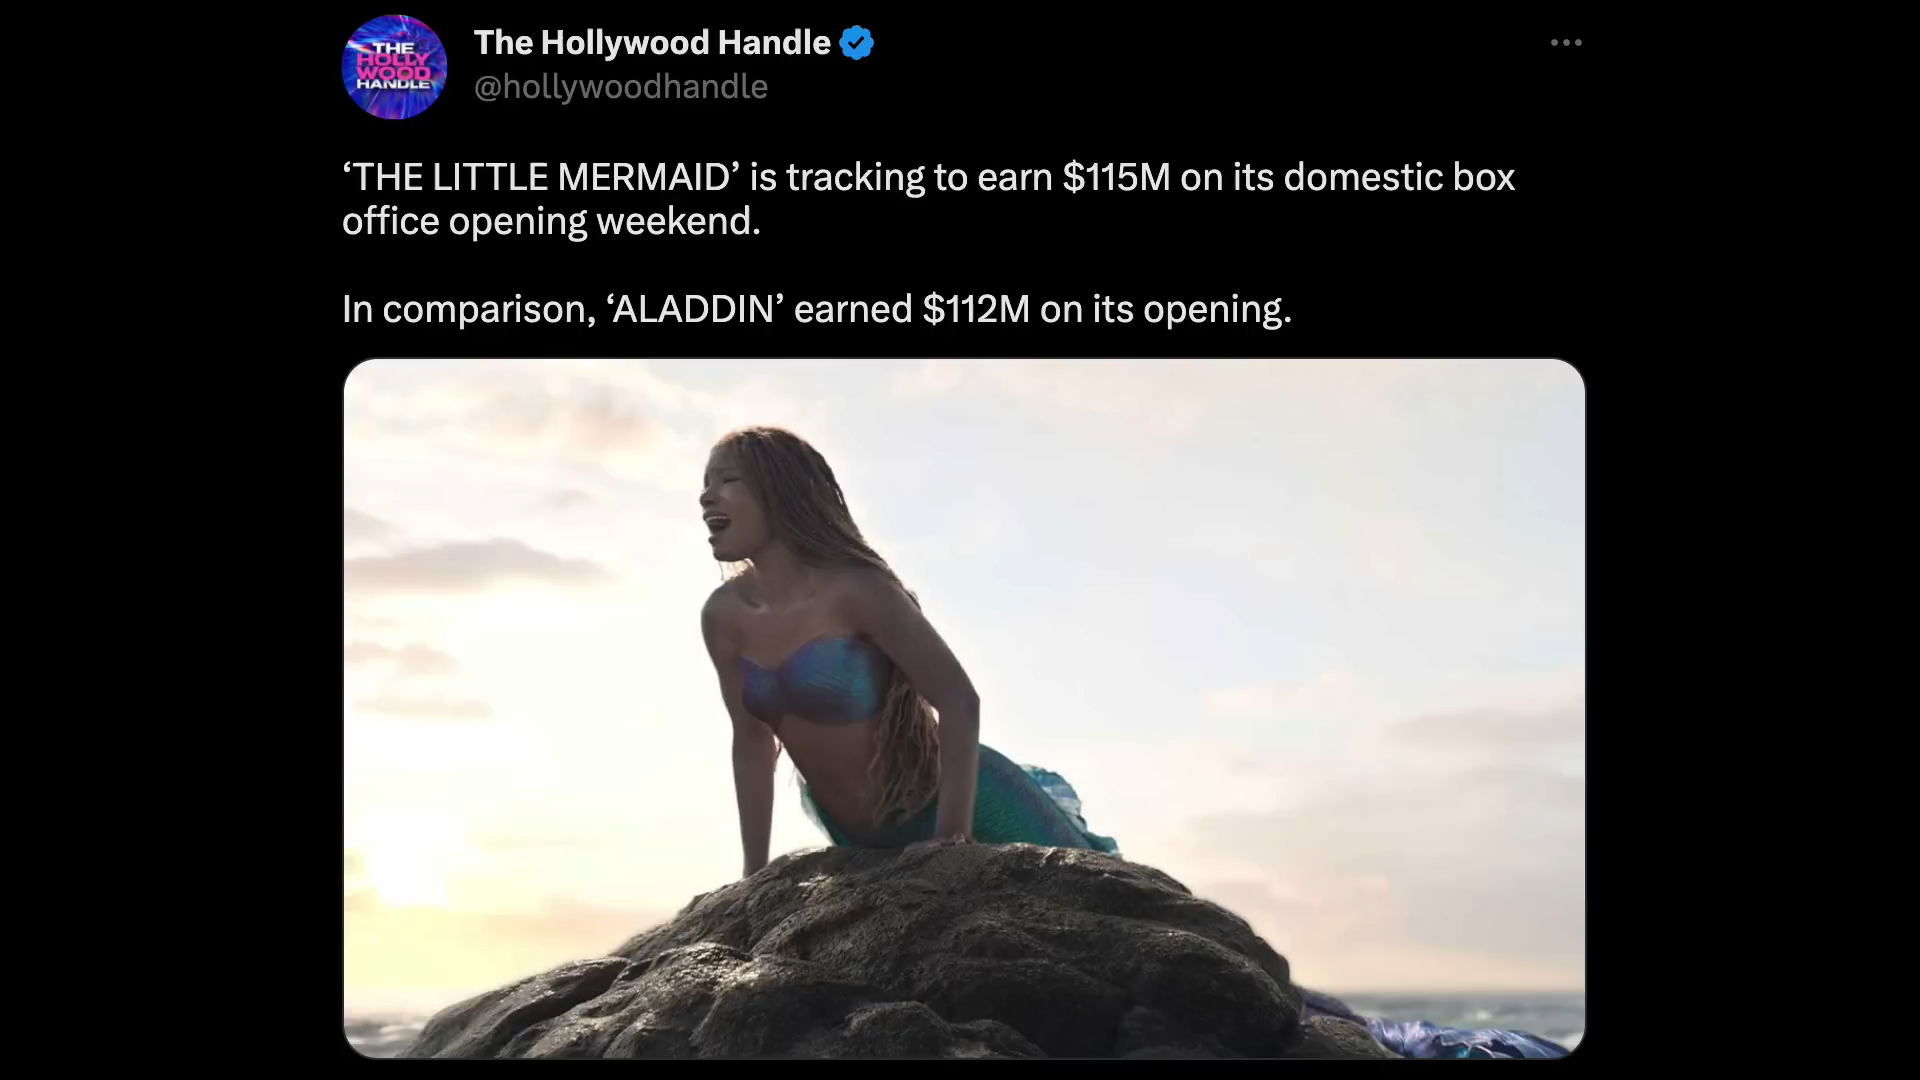 THE
HOLLY
WOOD
HANDLE
The Hollywood Handle
@hollywoodhandle
‘THE LITTLE MERMAID’ is tracking to earn $115M on its domestic box
office opening weekend.
In comparison, ‘ALADDIN’ earned $112M on its opening.